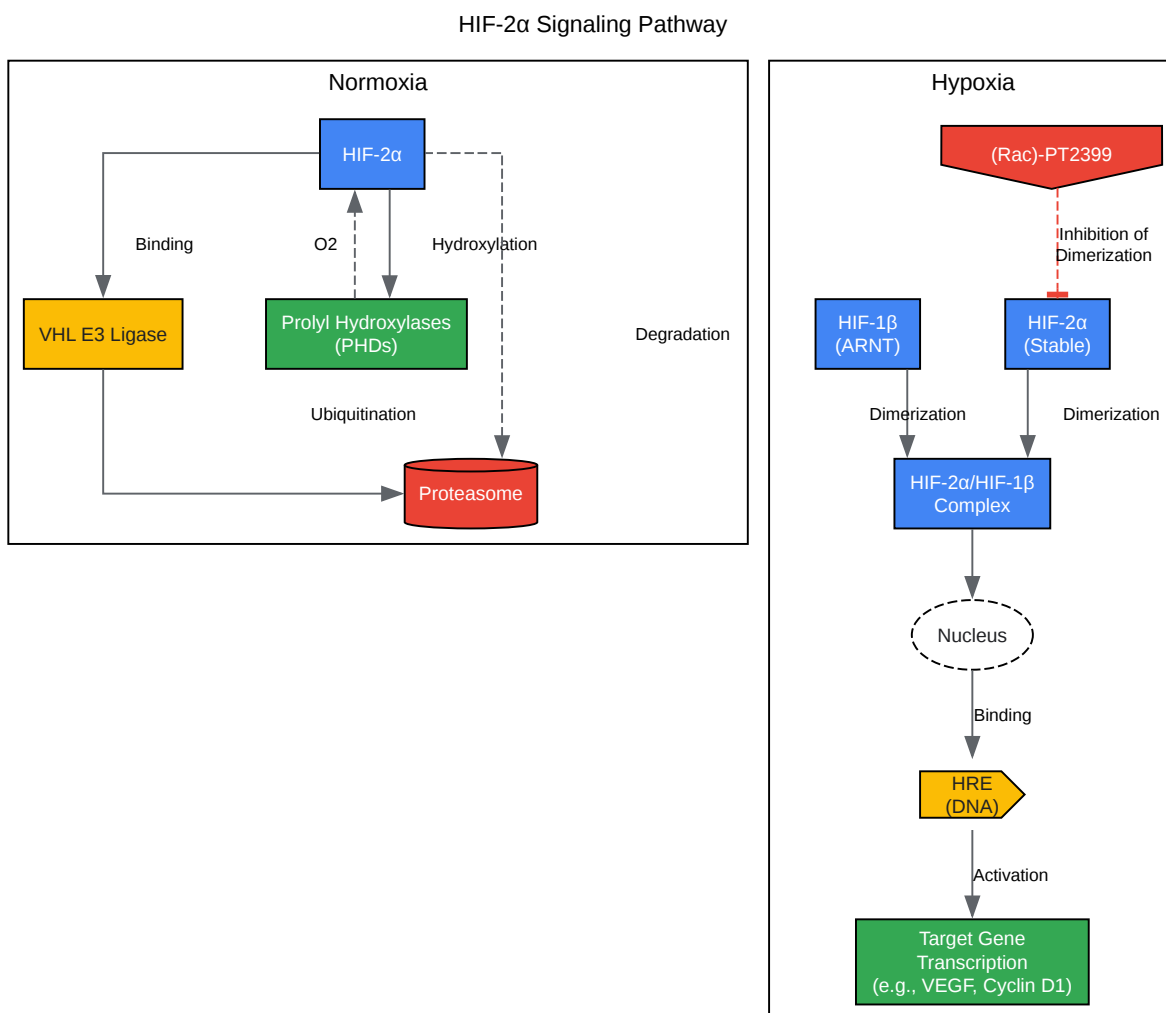 HIF-2α Signaling Pathway
Normoxia
HIF-2α
Binding
O2
Hydroxylation
VHL E3 Ligase
Prolyl Hydroxylases
(PHDs)
Degradation
Ubiquitination
Proteasome
Hypoxia
(Rac)-PT2399
Inhibition of
Dimerization
HIF-1β
(ARNT)
HIF-2α
(Stable)
Dimerization
Dimerization
HIF-2α/HIF-1β
Complex
Nucleus
Binding
HRE
(DNA)
Activation
Target Gene
Transcription
(e.g., VEGF, Cyclin D1)